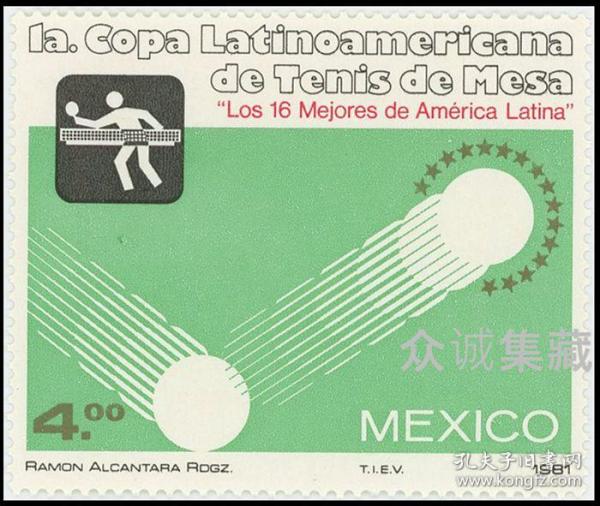 1a. Copa Latinoamericana
de Tenis de Mesa
"Los 16 Mejores de América Latina"
众诚集藏
4.00
MEXICO
RAMON ALCANTARA RDGZ.
T.I.E.V.
1981
孔夫子旧书网
www.kongfz.com